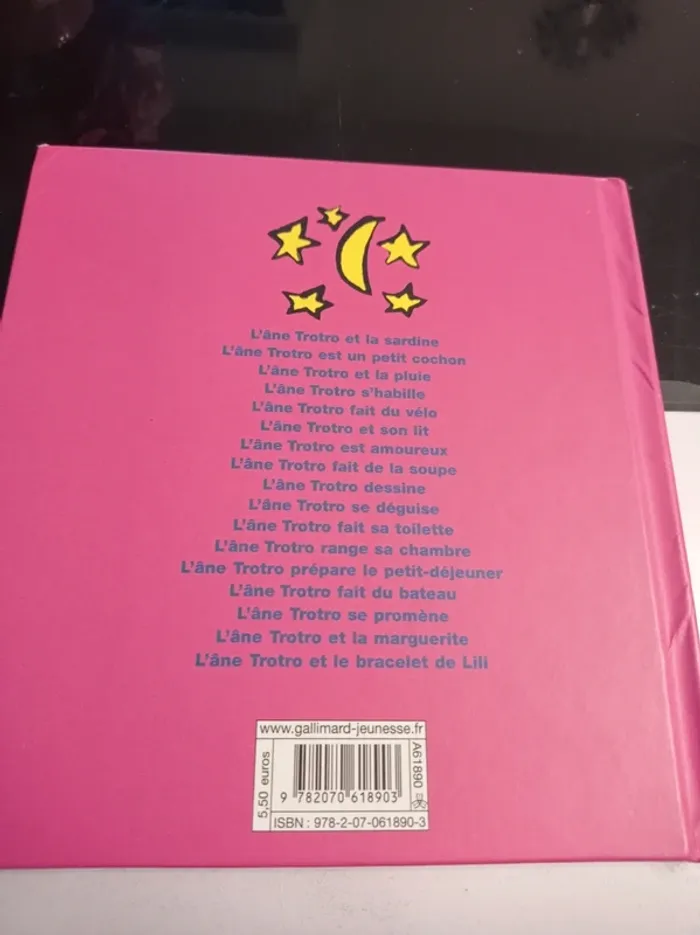 L'âne Trotro et la sardine
L'âne Trotro est un petit cochon
L'âne Trotro et la pluie
L'âne Trotro s'habille
L'âne Trotro fait du vélo
L'âne Trotro et son lit
L'âne Trotro est amoureux
L'âne Trotro fait de la soupe
L'âne Trotro dessine
L'âne Trotro se déguise
L'âne Trotro fait sa toilette
L'âne Trotro range sa chambre
L'âne Trotro prépare le petit-déjeuner
L'âne Trotro fait du bateau
L'âne Trotro se promène
L'âne Trotro et la marguerite
L'âne Trotro et le bracelet de Lili
www.gallimard-jeunesse.fr
5,50 euros
A61890
9 782070 618903
ISBN : 978-2-07-061890-3